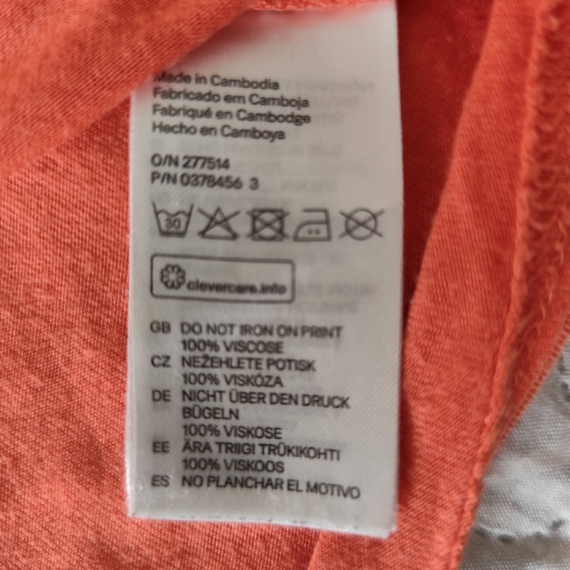 Made in Cambodia
Fabricado em Camboja
Fabriqué en Cambodge
Hecho en Camboya
O/N 277514
P/N 0378456 3
30
clevercare.info
GB DO NOT IRON ON PRINT
100% VISCOSE
CZ NEŽEHLETE POTISK
100% VISKÓZA
DE NICHT ÜBER DEN DRUCK
BÜGELN
100% VISKOSE
EE ÄRA TRIIGI TRÜKIKOHTI
100% VISKOOS
ES NO PLANCHAR EL MOTIVO